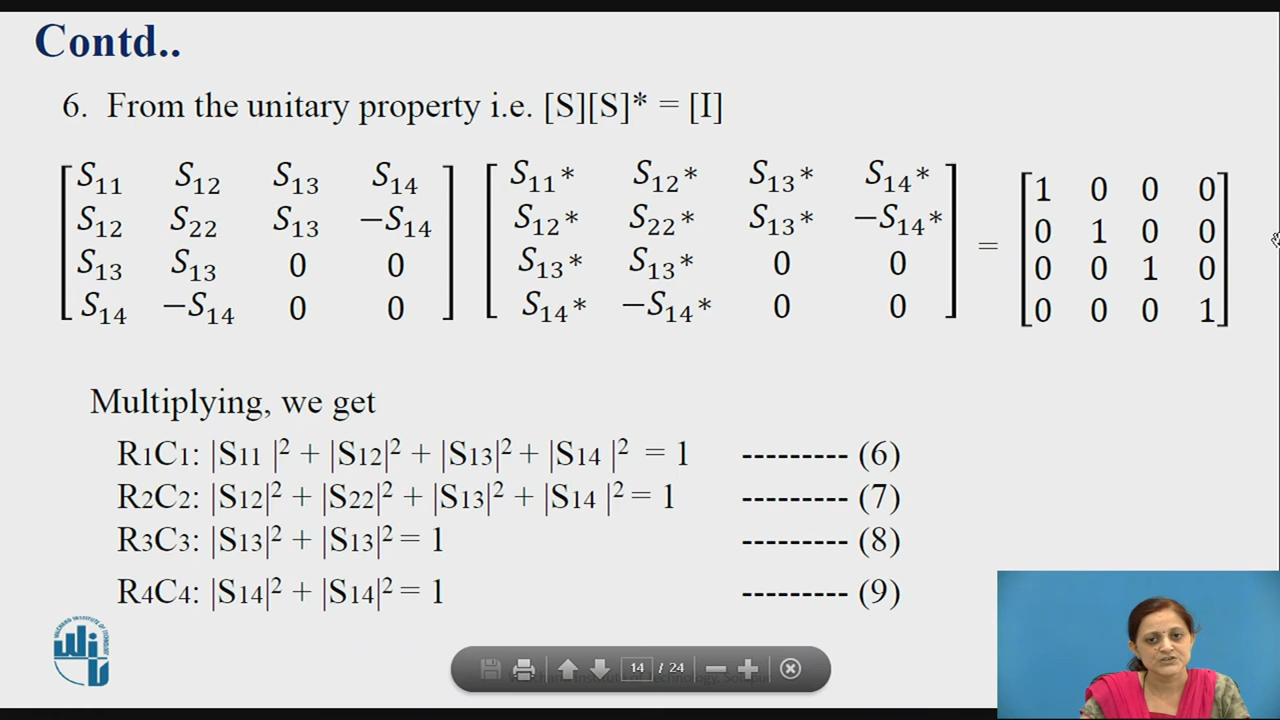 Contd..
6. From the unitary property i.e. [S][S]* = [I]
S11 S12 S13 S14 S11* S12* S13* S14* 1 0 0 0
S12 S22 S13 −S14 S12* S22* S13* −S14* 0 1 0 0
=
S13 S13 0 0 S13* S13* 0 0 0 0 1 0
S14 −S14 0 0 S14* −S14* 0 0 0 0 0 1
Multiplying, we get
R1C1: |S11 |² + |S12|² + |S13|² + |S14 |² = 1 --------- (6)
R2C2: |S12|² + |S22|² + |S13|² + |S14 |² = 1 --------- (7)
R3C3: |S13|² + |S13|² = 1 --------- (8)
R4C4: |S14|² + |S14|² = 1 --------- (9)
WIT
14 / 24